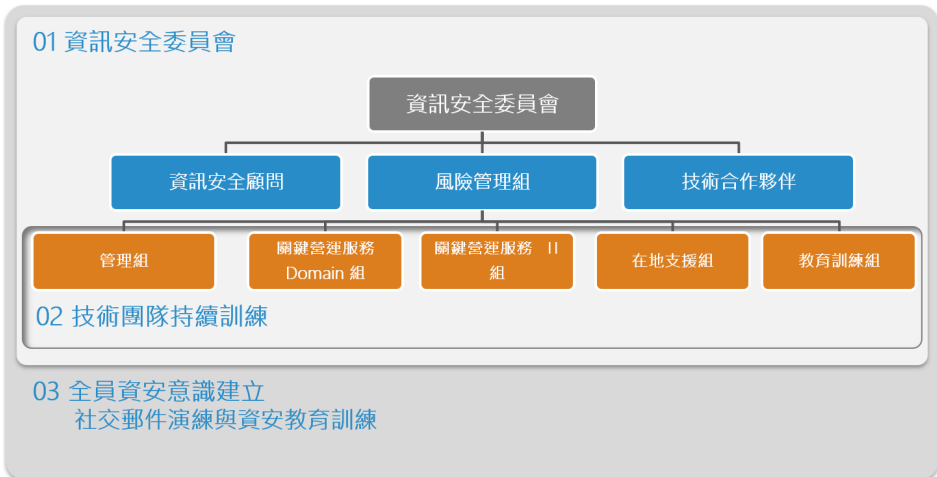 01 資訊安全委員會
資訊安全委員會
資訊安全顧問
風險管理組
技術合作夥伴
管理組
關鍵營運服務
Domain 組
關鍵營運服務 II
組
在地支援組
教育訓練組
02 技術團隊持續訓練
03 全員資安意識建立
社交郵件演練與資安教育訓練